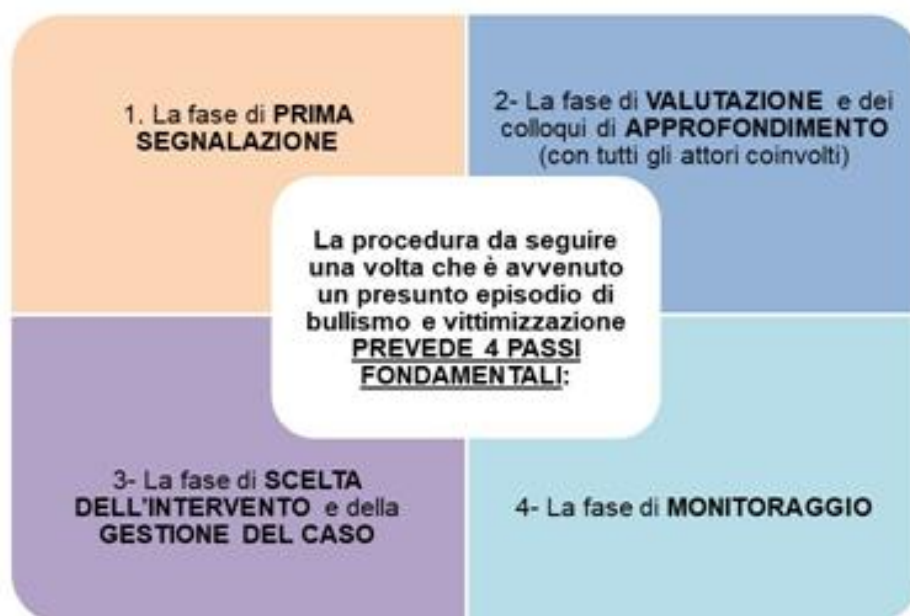 1. La fase di PRIMA
SEGNALAZIONE
2- La fase di VALUTAZIONE e dei
colloqui di APPROFONDIMENTO
(con tutti gli attori coinvolti)
La procedura da seguire
una volta che è avvenuto
un presunto episodio di
bullismo e vittimizzazione
PREVEDE 4 PASSI
FONDAMENTALI:
3- La fase di SCELTA
DELL'INTERVENTO e della
GESTIONE DEL CASO
4- La fase di MONITORAGGIO